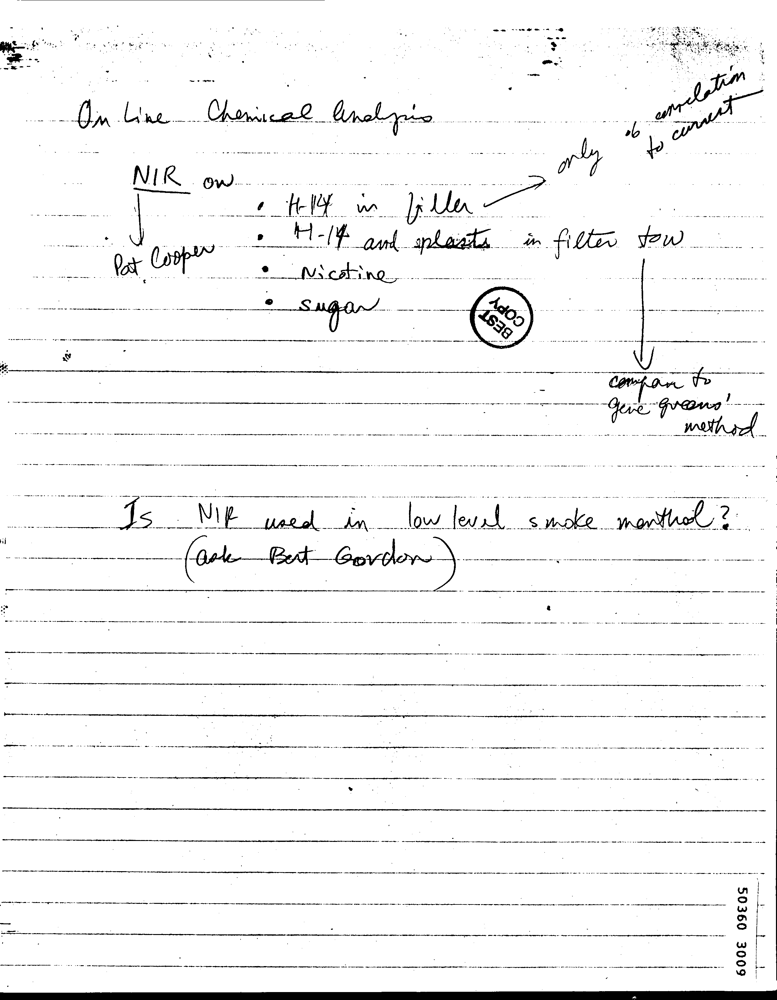 On Line Chemical Analysis
NIR on
• H-14 in filler
only % correlation
to current
• H-14 and splasts in filter tow
Pat Cooper
• Nicotine
• sugar
BEST
COPY
compare to
gene greens'
method
Is NIR used in low level smoke menthol?
(ask Bert Gordon)
50360 3009